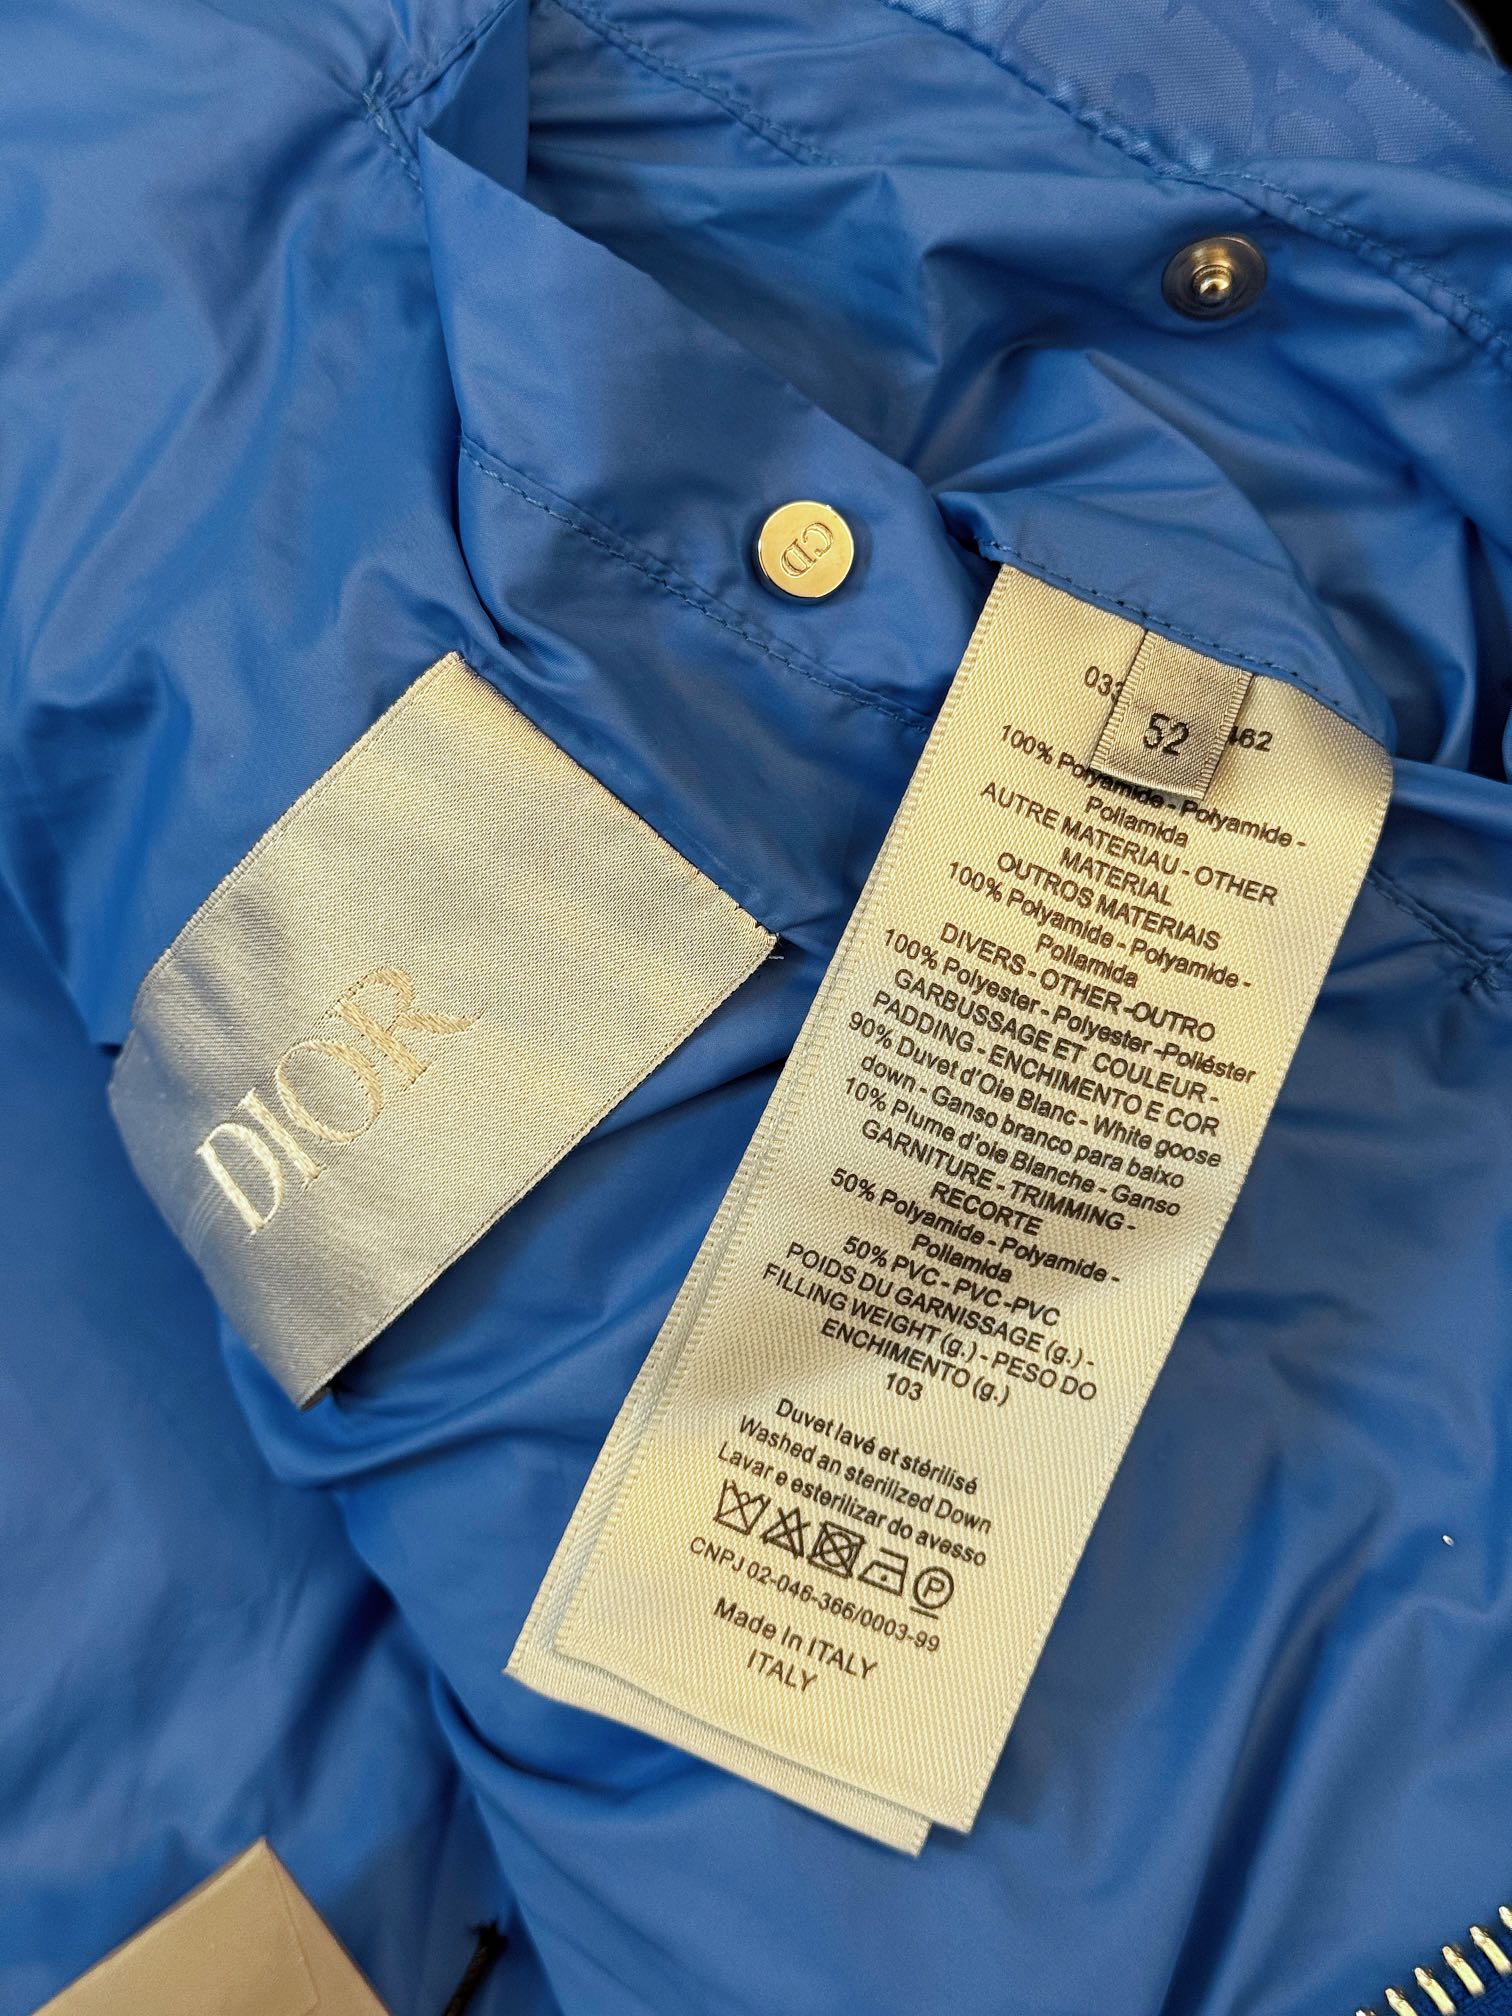 CD
DIOR
52
462
100% Polyamide - Polyamide -
Poliamida
AUTRE MATERIAU - OTHER
MATERIAL
OUTROS MATERIAIS
100% Polyamide - Polyamide -
Poliamida
DIVERS - OTHER -OUTRO
100% Polyester - Polyester -Poliéster
GARBUSSAGE ET COULEUR -
PADDING - ENCHIMENTO E COR
90% Duvet d'Oie Blanc - White goose
down - Ganso branco para baixo
10% Plume d'oie Blanche - Ganso
GARNITURE - TRIMMING -
RECORTE
50% Polyamide - Polyamide -
Poliamida
50% PVC - PVC -PVC
POIDS DU GARNISSAGE (g.) -
FILLING WEIGHT (g.) - PESO DO
ENCHIMENTO (g.)
103
Duvet lavé et stérilisé
Washed an sterilized Down
Lavar e esterilizar do avesso
P
CNPJ 02-046-366/0003-99
Made In ITALY
ITALY